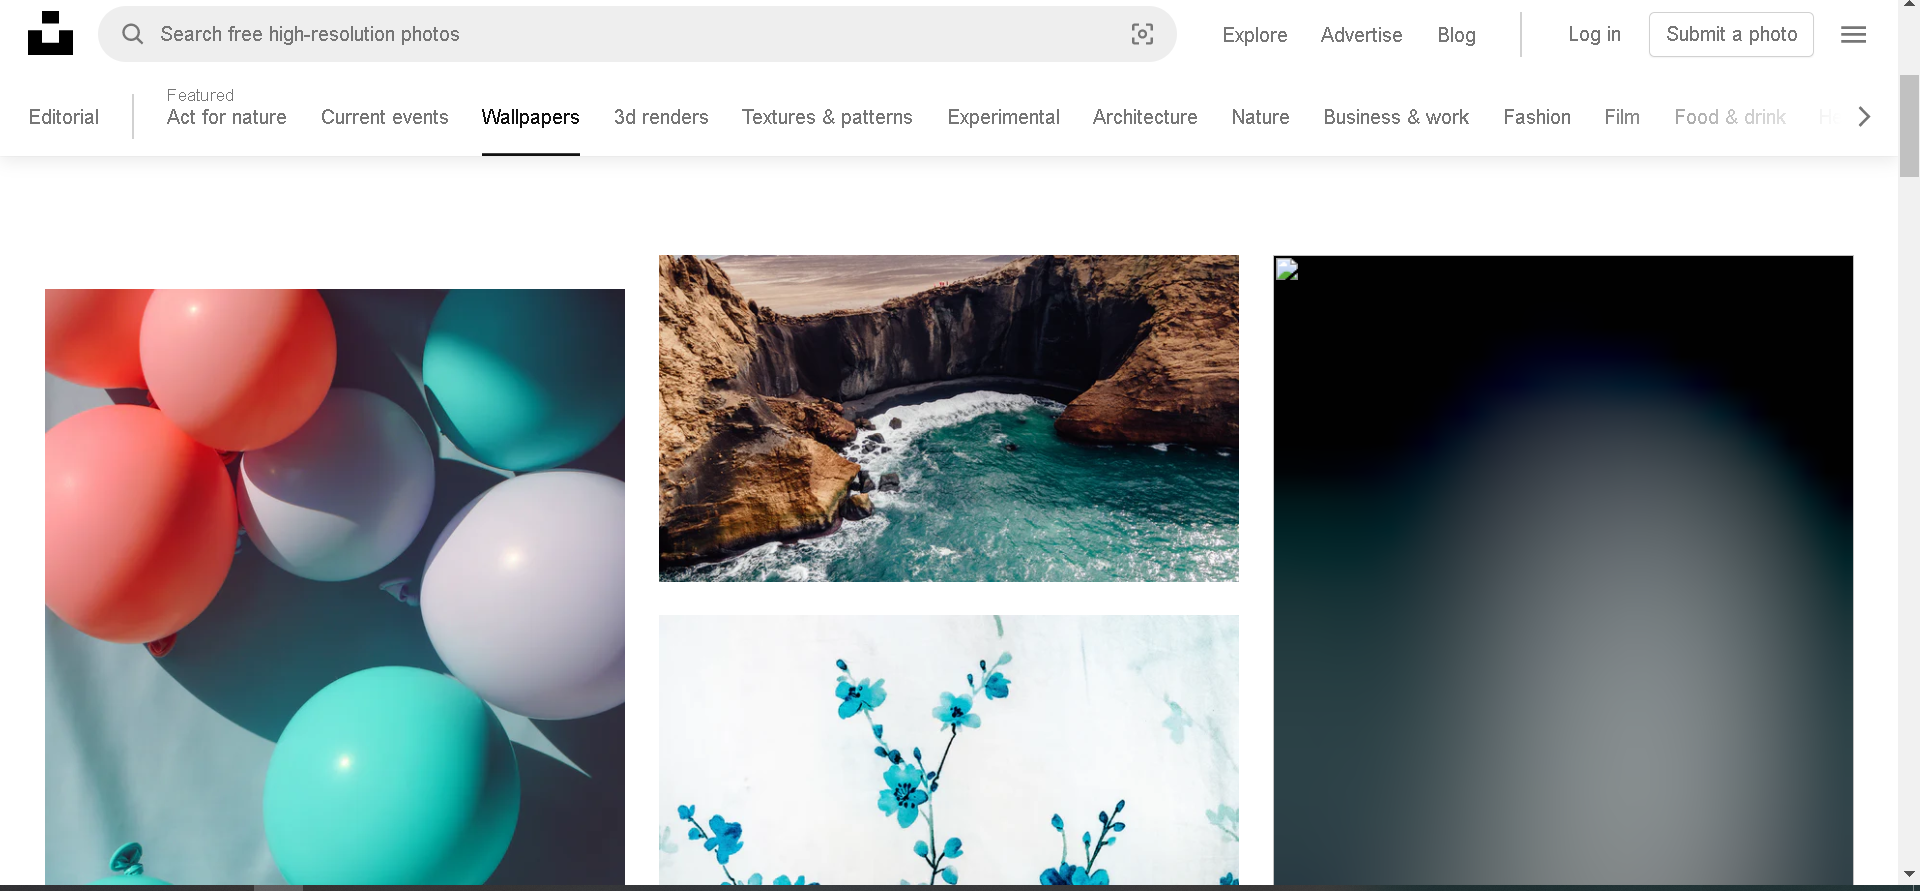 Search free high-resolution photos
Explore
Advertise
Blog
Log in
Submit a photo
Editorial
Featured
Act for nature
Current events
Wallpapers
3d renders
Textures & patterns
Experimental
Architecture
Nature
Business & work
Fashion
Film
Food & drink